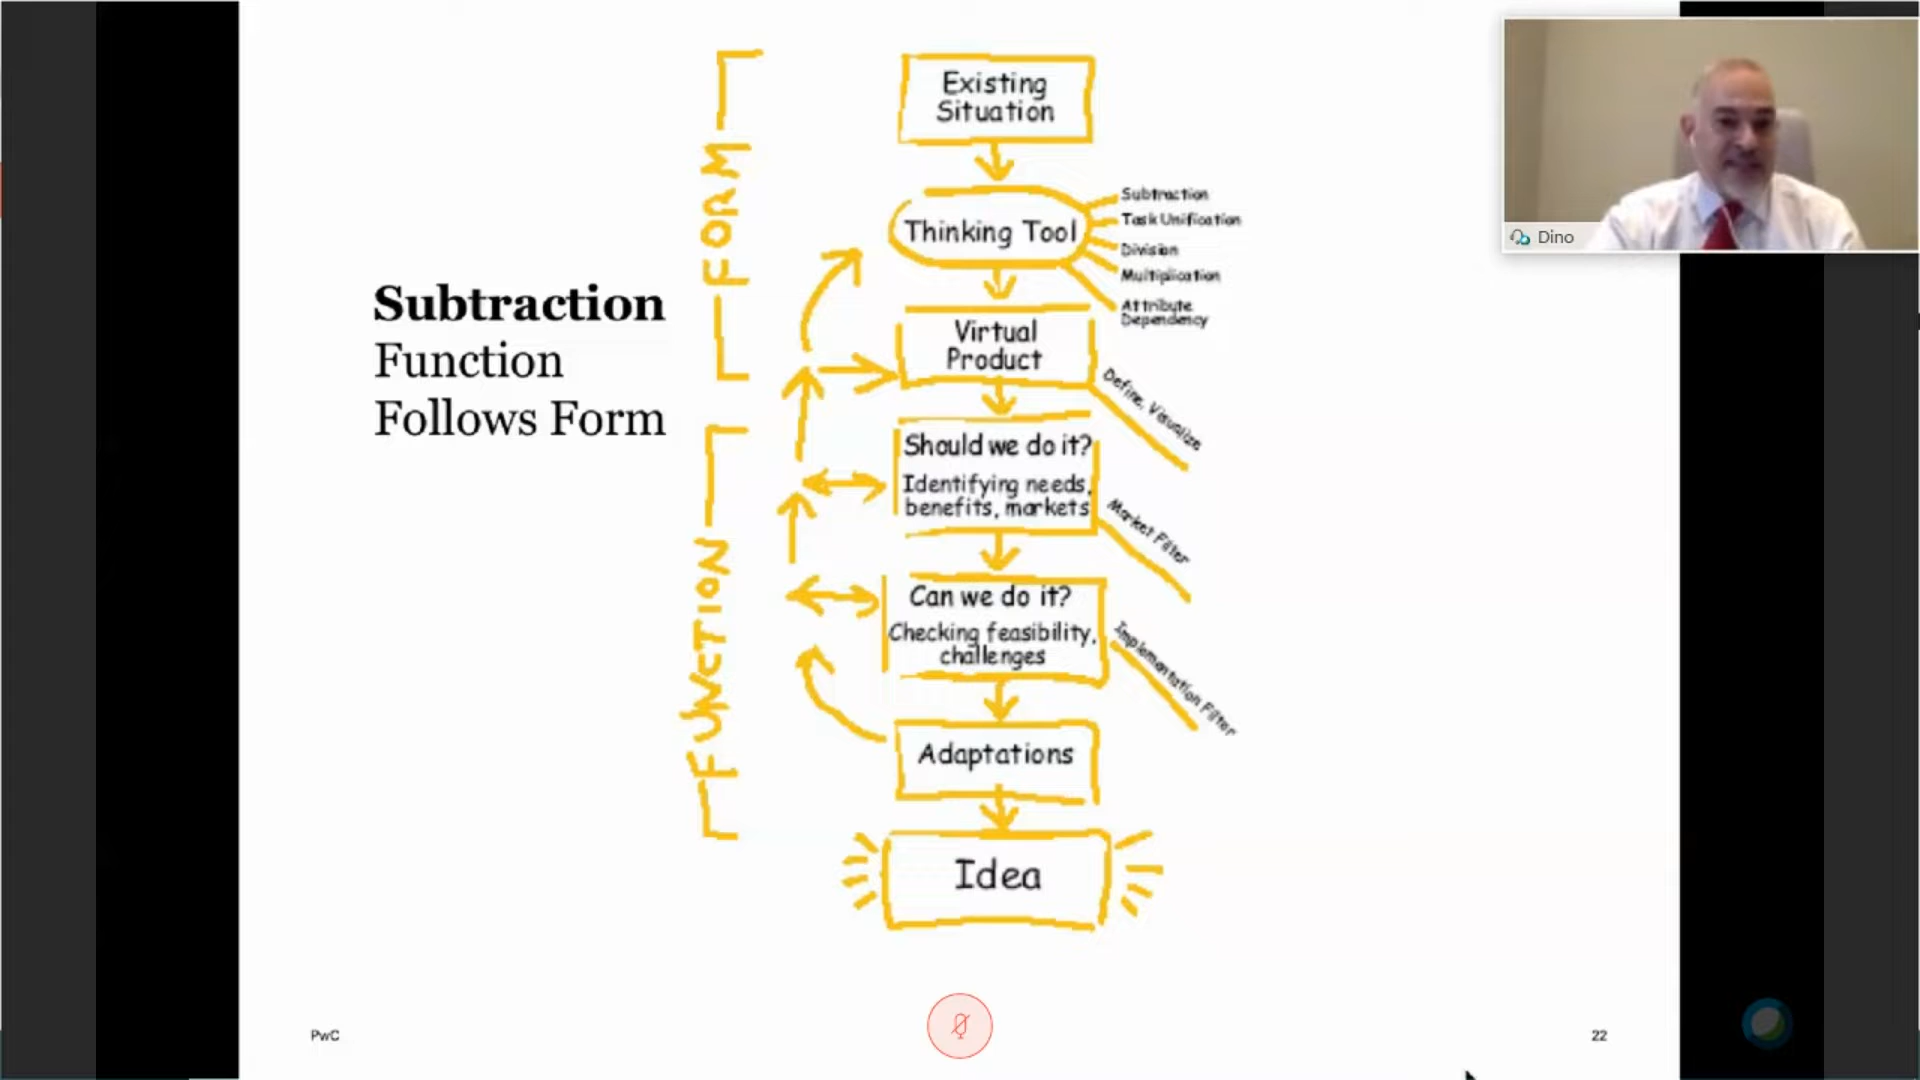 Subtraction
Function
Follows Form
FORM
FUNCTION
Existing
Situation
Thinking Tool
Subtraction
Task Unification
Division
Multiplication
Attribute
Dependency
Virtual
Product
Define, Visualize
Should we do it?
Identifying needs,
benefits, markets
Market Filter
Can we do it?
Checking feasibility,
challenges
Implementation Filter
Adaptations
Idea
Dino
PwC
22